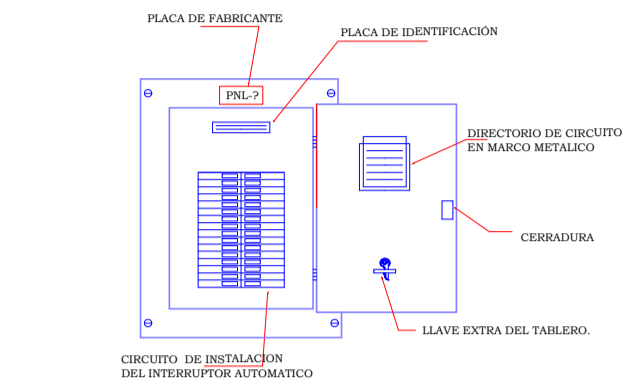 PLACA DE FABRICANTE
PLACA DE IDENTIFICACIÓN
PNL-?
DIRECTORIO DE CIRCUITO
EN MARCO METALICO
CERRADURA
LLAVE EXTRA DEL TABLERO.
CIRCUITO DE INSTALACION
DEL INTERRUPTOR AUTOMATICO